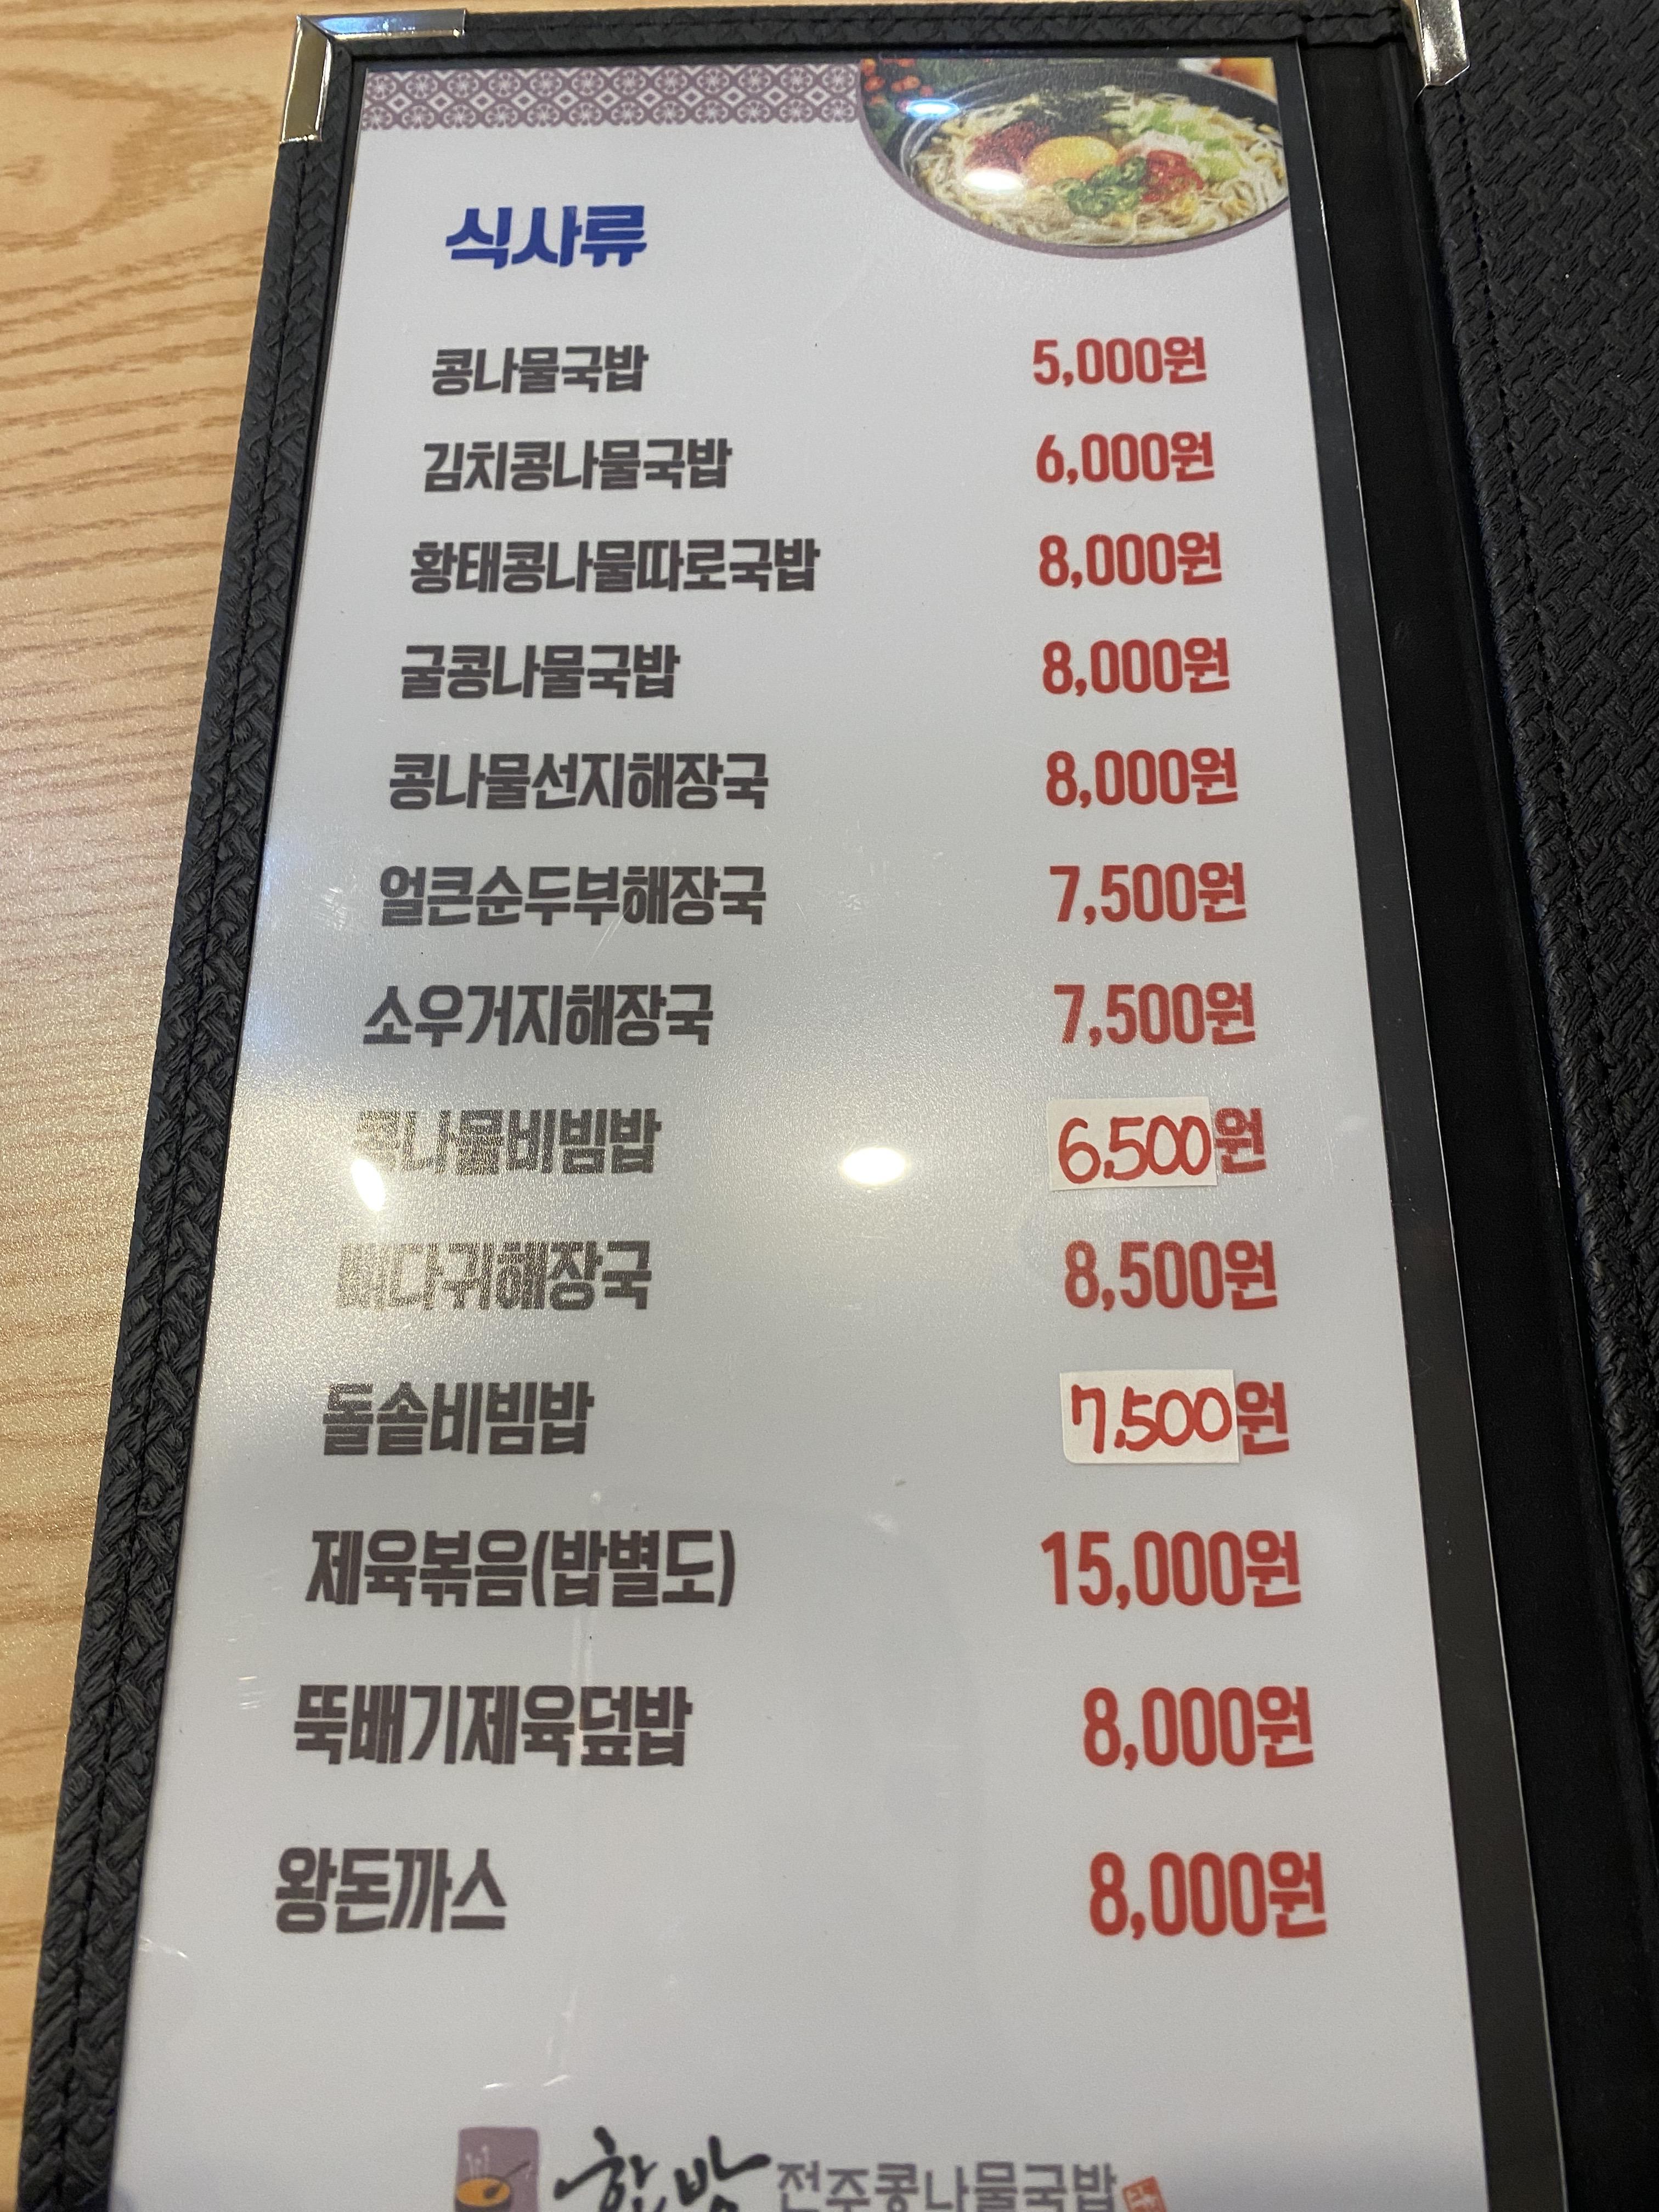 식사류
콩나물국밥 5,000원
김치콩나물국밥 6,000원
황태콩나물따로국밥 8,000원
굴콩나물국밥 8,000원
콩나물선지해장국 8,000원
얼큰순두부해장국 7,500원
소우거지해장국 7,500원
콩나물비빔밥 6.500원
뼈다귀해장국 8,500원
돌솥비빔밥 7.500원
제육볶음(밥별도) 15,000원
뚝배기제육덮밥 8,000원
왕돈까스 8,000원
전주콩나물국밥